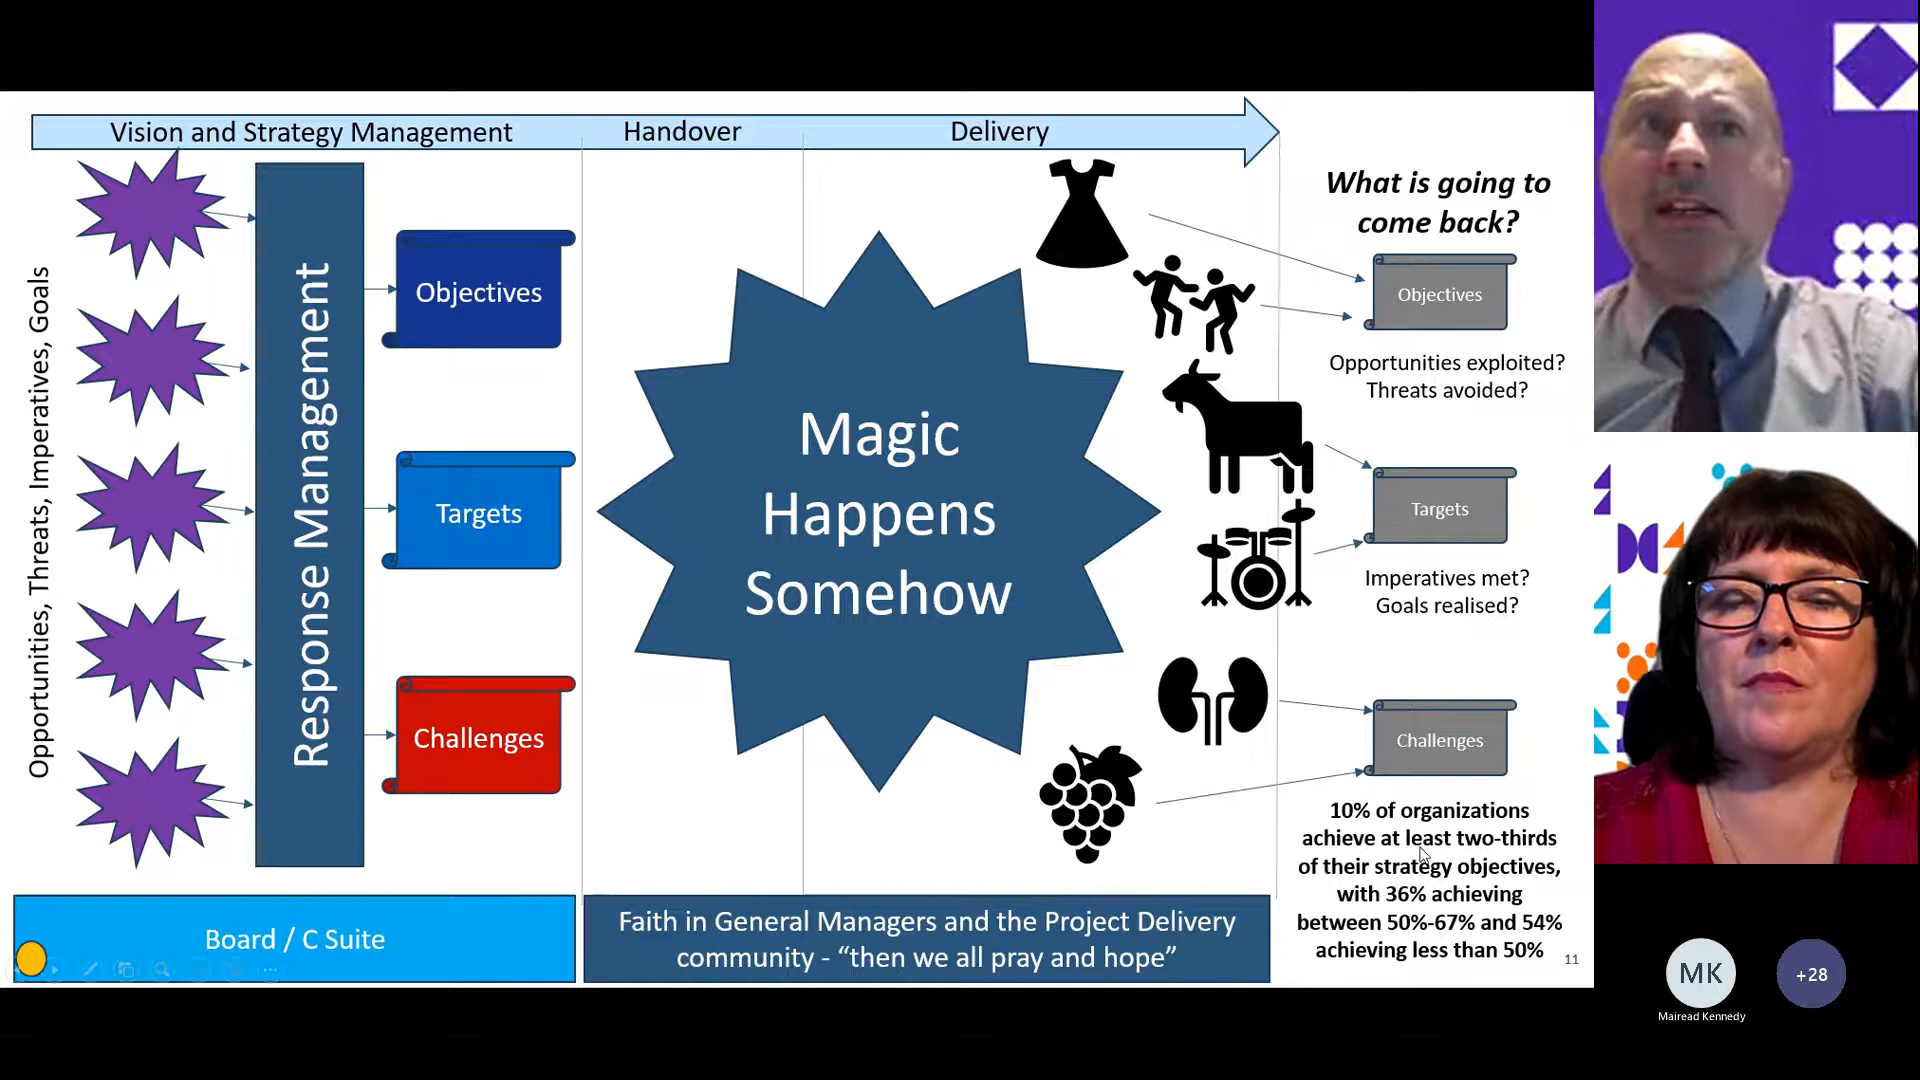 Vision and Strategy Management
Handover
Delivery
Opportunities, Threats, Imperatives, Goals
Response Management
Objectives
Targets
Challenges
Magic
Happens
Somehow
What is going to
come back?
Objectives
Opportunities exploited?
Threats avoided?
Targets
Imperatives met?
Goals realised?
Challenges
10% of organizations
achieve at least two-thirds
of their strategy objectives,
with 36% achieving
between 50%-67% and 54%
achieving less than 50%
11
Board / C Suite
Faith in General Managers and the Project Delivery
community - “then we all pray and hope”
MK
Mairead Kennedy
+28